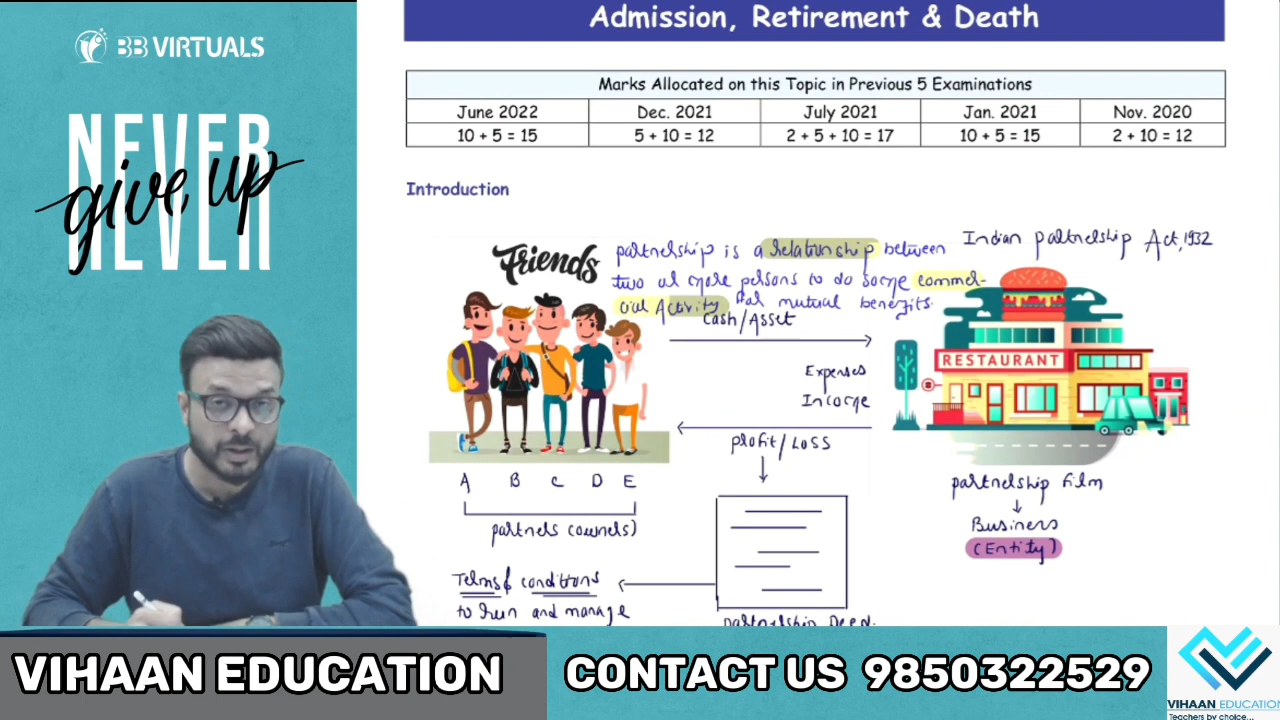 Admission, Retirement & Death
BB VIRTUALS
NEVER
give up
NEVER
Marks Allocated on this Topic in Previous 5 Examinations
June 2022 Dec. 2021 July 2021 Jan. 2021 Nov. 2020
10 + 5 = 15 5 + 10 = 12 2 + 5 + 10 = 17 10 + 5 = 15 2 + 10 = 12
Introduction
Friends
partnership is a Relationship between
two or more persons to do some commer-
cial Activity for mutual benefits.
Indian partnership Act, 1932
Cash/Asset
RESTAURANT
Expenses
Income
profit/Loss
A B C D E
partners (owners)
partnership firm
Business
(Entity)
Terms & conditions
to run and manage
partnership Deed.
VIHAAN EDUCATION
CONTACT US 9850322529
VIHAAN EDUCATION
Teachers by choice...